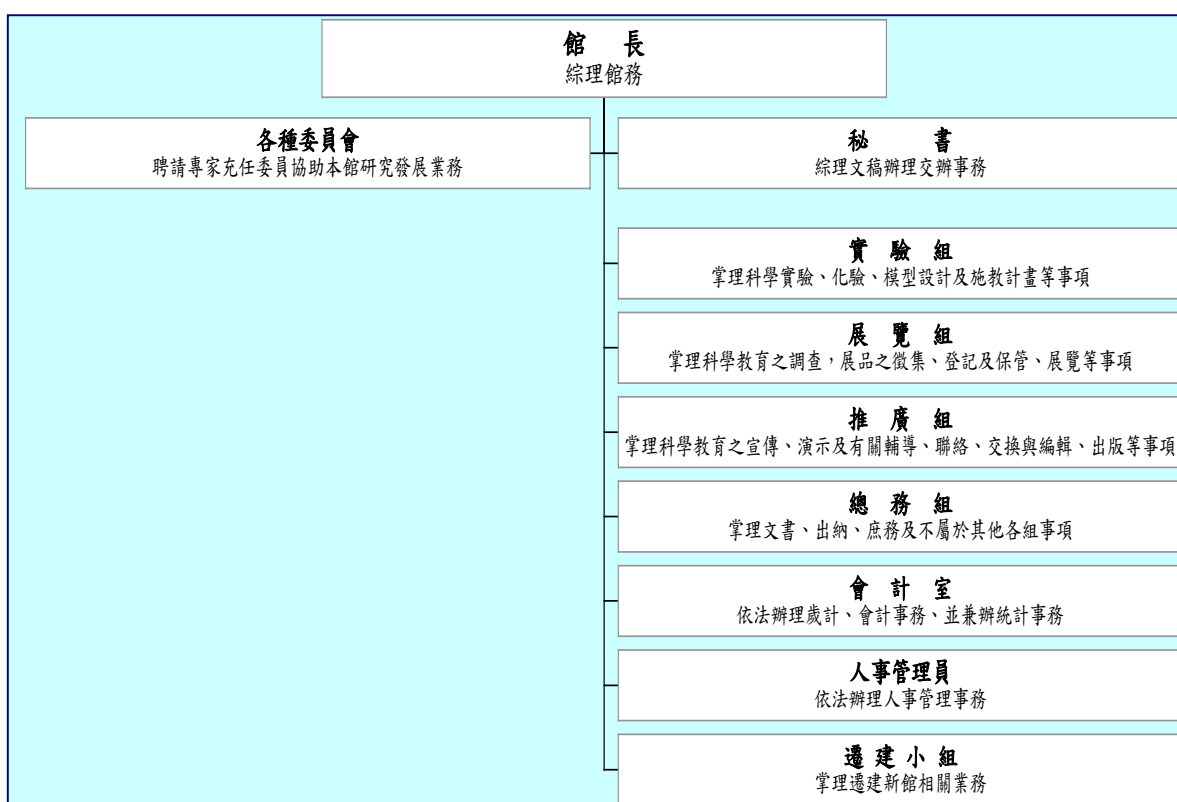 館　長
綜理館務
各種委員會
聘請專家充任委員協助本館研究發展業務
秘　書
綜理文稿辦理交辦事務
實 驗 組
掌理科學實驗、化驗、模型設計及施教計畫等事項
展 覽 組
掌理科學教育之調查，展品之徵集、登記及保管、展覽等事項
推 廣 組
掌理科學教育之宣傳、演示及有關輔導、聯絡、交換與編輯、出版等事項
總 務 組
掌理文書、出納、庶務及不屬於其他各組事項
會 計 室
依法辦理歲計、會計事務、並兼辦統計事務
人事管理員
依法辦理人事管理事務
遷 建 小 組
掌理遷建新館相關業務